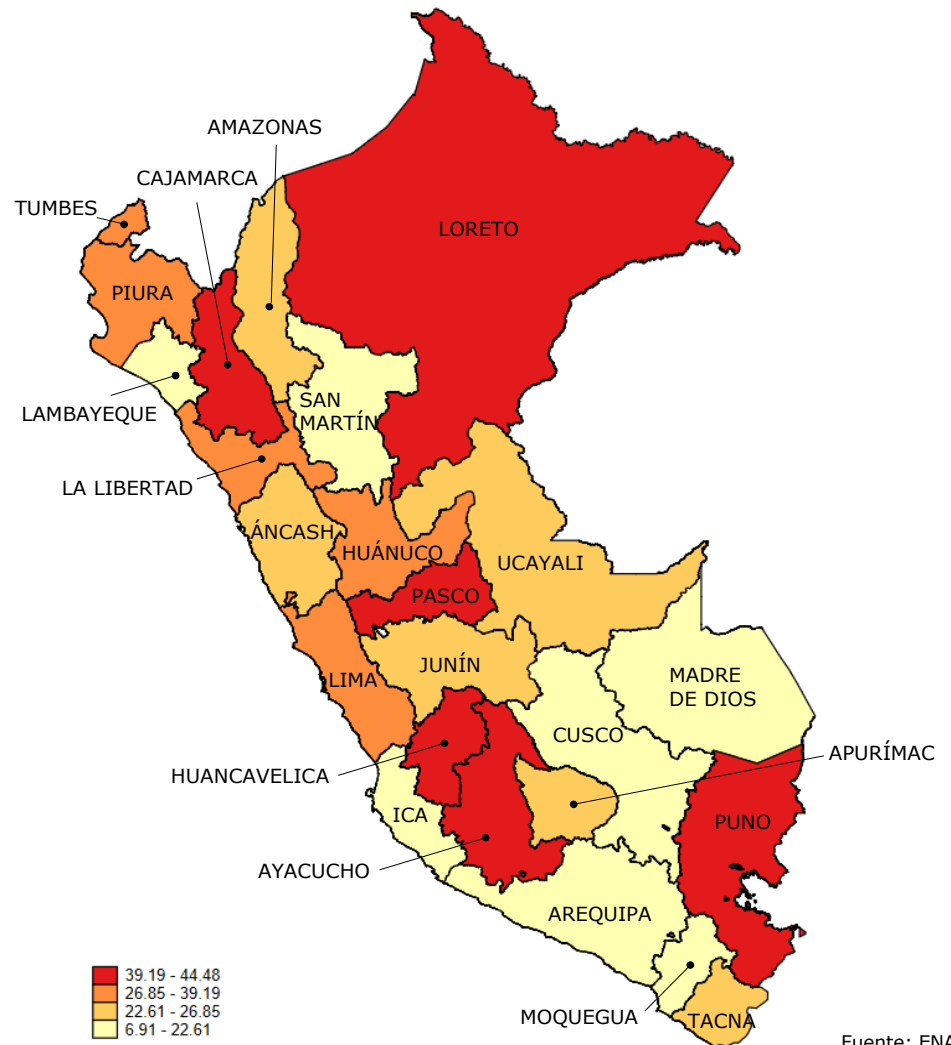 AMAZONAS
CAJAMARCA
TUMBES
LORETO
PIURA
LAMBAYEQUE
SAN
MARTÍN
LA LIBERTAD
ÁNCASH
HUÁNUCO
UCAYALI
PASCO
LIMA
JUNÍN
MADRE
DE DIOS
CUSCO
HUANCAVELICA
APURÍMAC
ICA
PUNO
AYACUCHO
AREQUIPA
MOQUEGUA
TACNA
39.19 - 44.48
26.85 - 39.19
22.61 - 26.85
6.91 - 22.61
Fuente: ENA